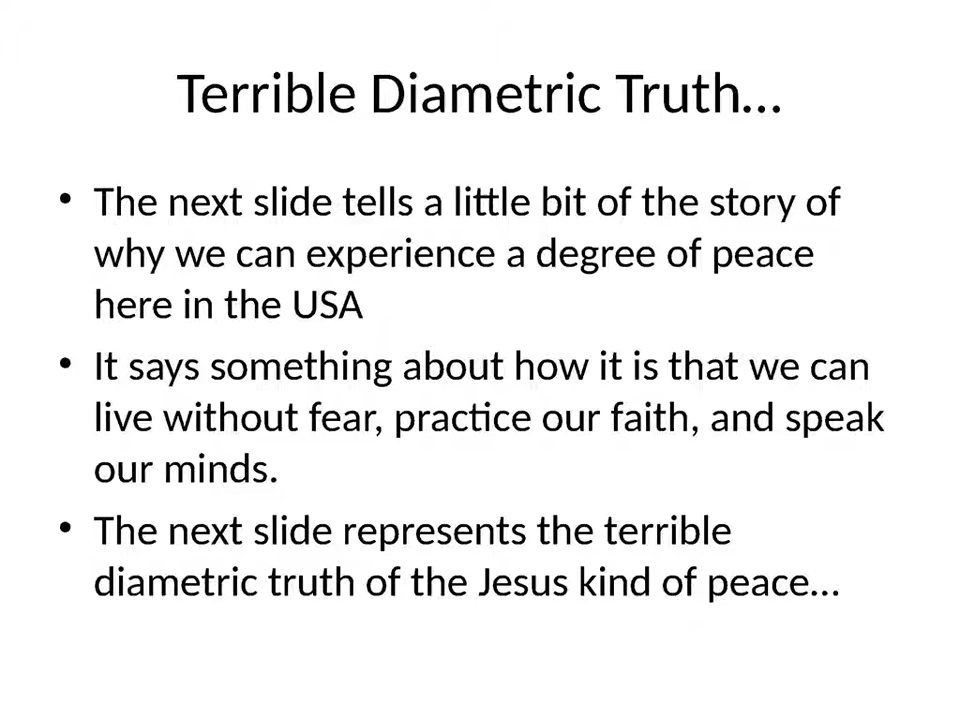 Terrible Diametric Truth…
• The next slide tells a little bit of the story of
why we can experience a degree of peace
here in the USA
• It says something about how it is that we can
live without fear, practice our faith, and speak
our minds.
• The next slide represents the terrible
diametric truth of the Jesus kind of peace…